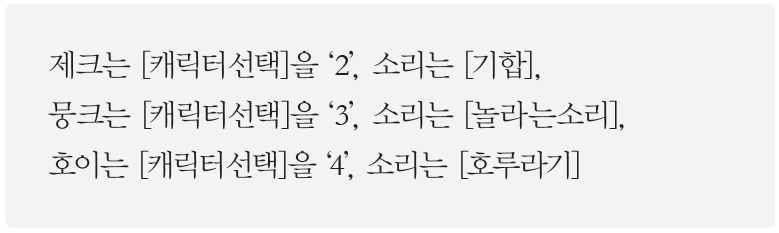 제크는 [캐릭터선택]을 ‘2’, 소리는 [기합],
뭉크는 [캐릭터선택]을 ‘3’, 소리는 [놀라는소리],
호이는 [캐릭터선택]을 ‘4’, 소리는 [호루라기]